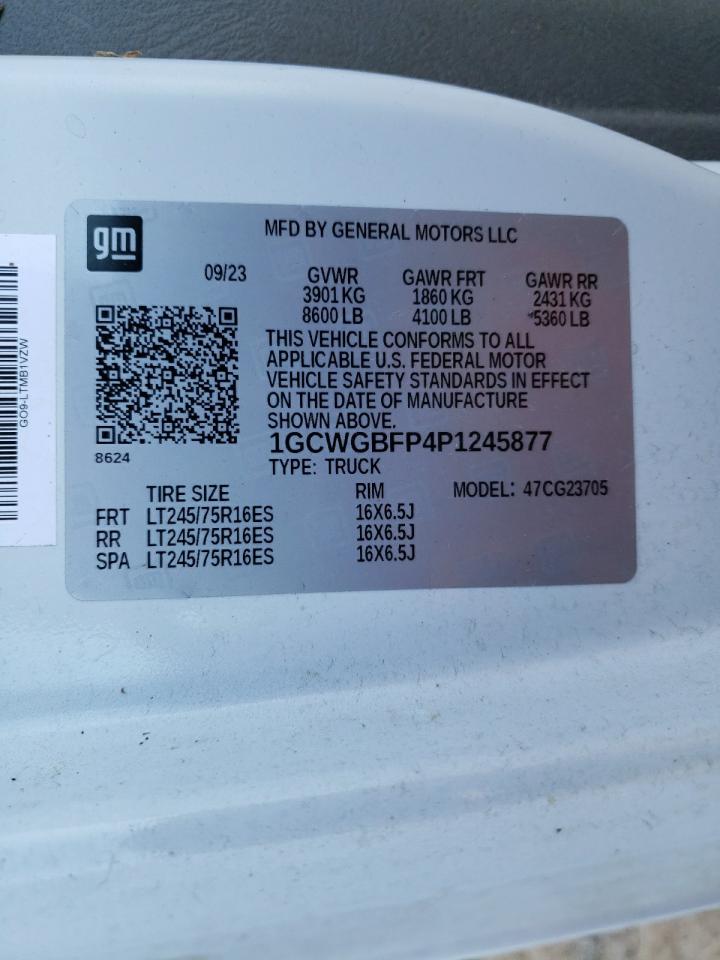 gm
MFD BY GENERAL MOTORS LLC
09/23 GVWR GAWR FRT GAWR RR
3901 KG 1860 KG 2431 KG
8600 LB 4100 LB 5360 LB
THIS VEHICLE CONFORMS TO ALL
APPLICABLE U.S. FEDERAL MOTOR
VEHICLE SAFETY STANDARDS IN EFFECT
ON THE DATE OF MANUFACTURE
SHOWN ABOVE.
8624
1GCWGBFP4P1245877
TYPE: TRUCK
TIRE SIZE RIM MODEL: 47CG23705
FRT LT245/75R16ES 16X6.5J
RR LT245/75R16ES 16X6.5J
SPA LT245/75R16ES 16X6.5J
GO9-LTMB1VZW